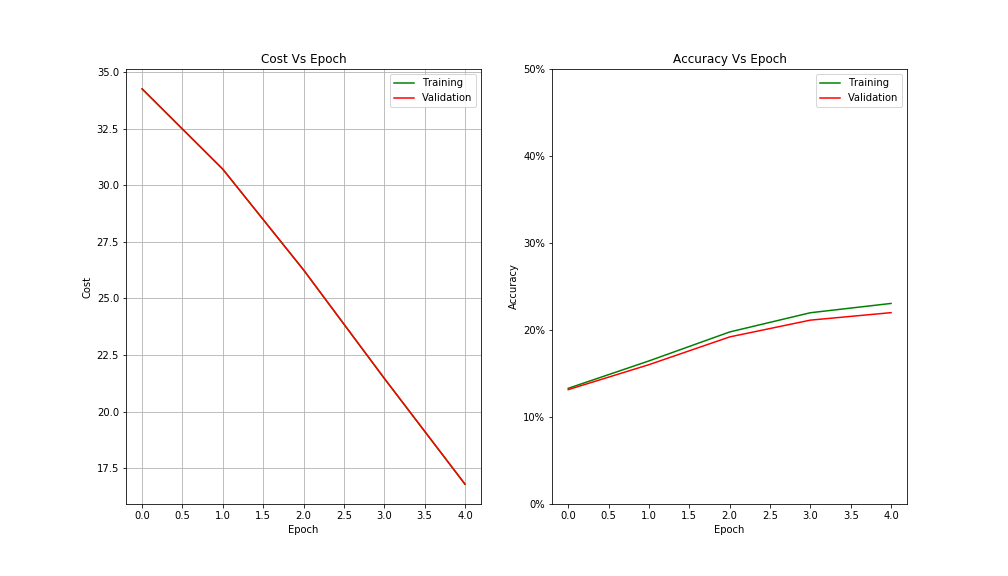 Cost Vs Epoch
Training
Validation
35.0
32.5
30.0
27.5
25.0
22.5
20.0
17.5
Cost
0.0 0.5 1.0 1.5 2.0 2.5 3.0 3.5 4.0
Epoch
Accuracy Vs Epoch
Training
Validation
50%
40%
30%
20%
10%
0%
Accuracy
0.0 0.5 1.0 1.5 2.0 2.5 3.0 3.5 4.0
Epoch